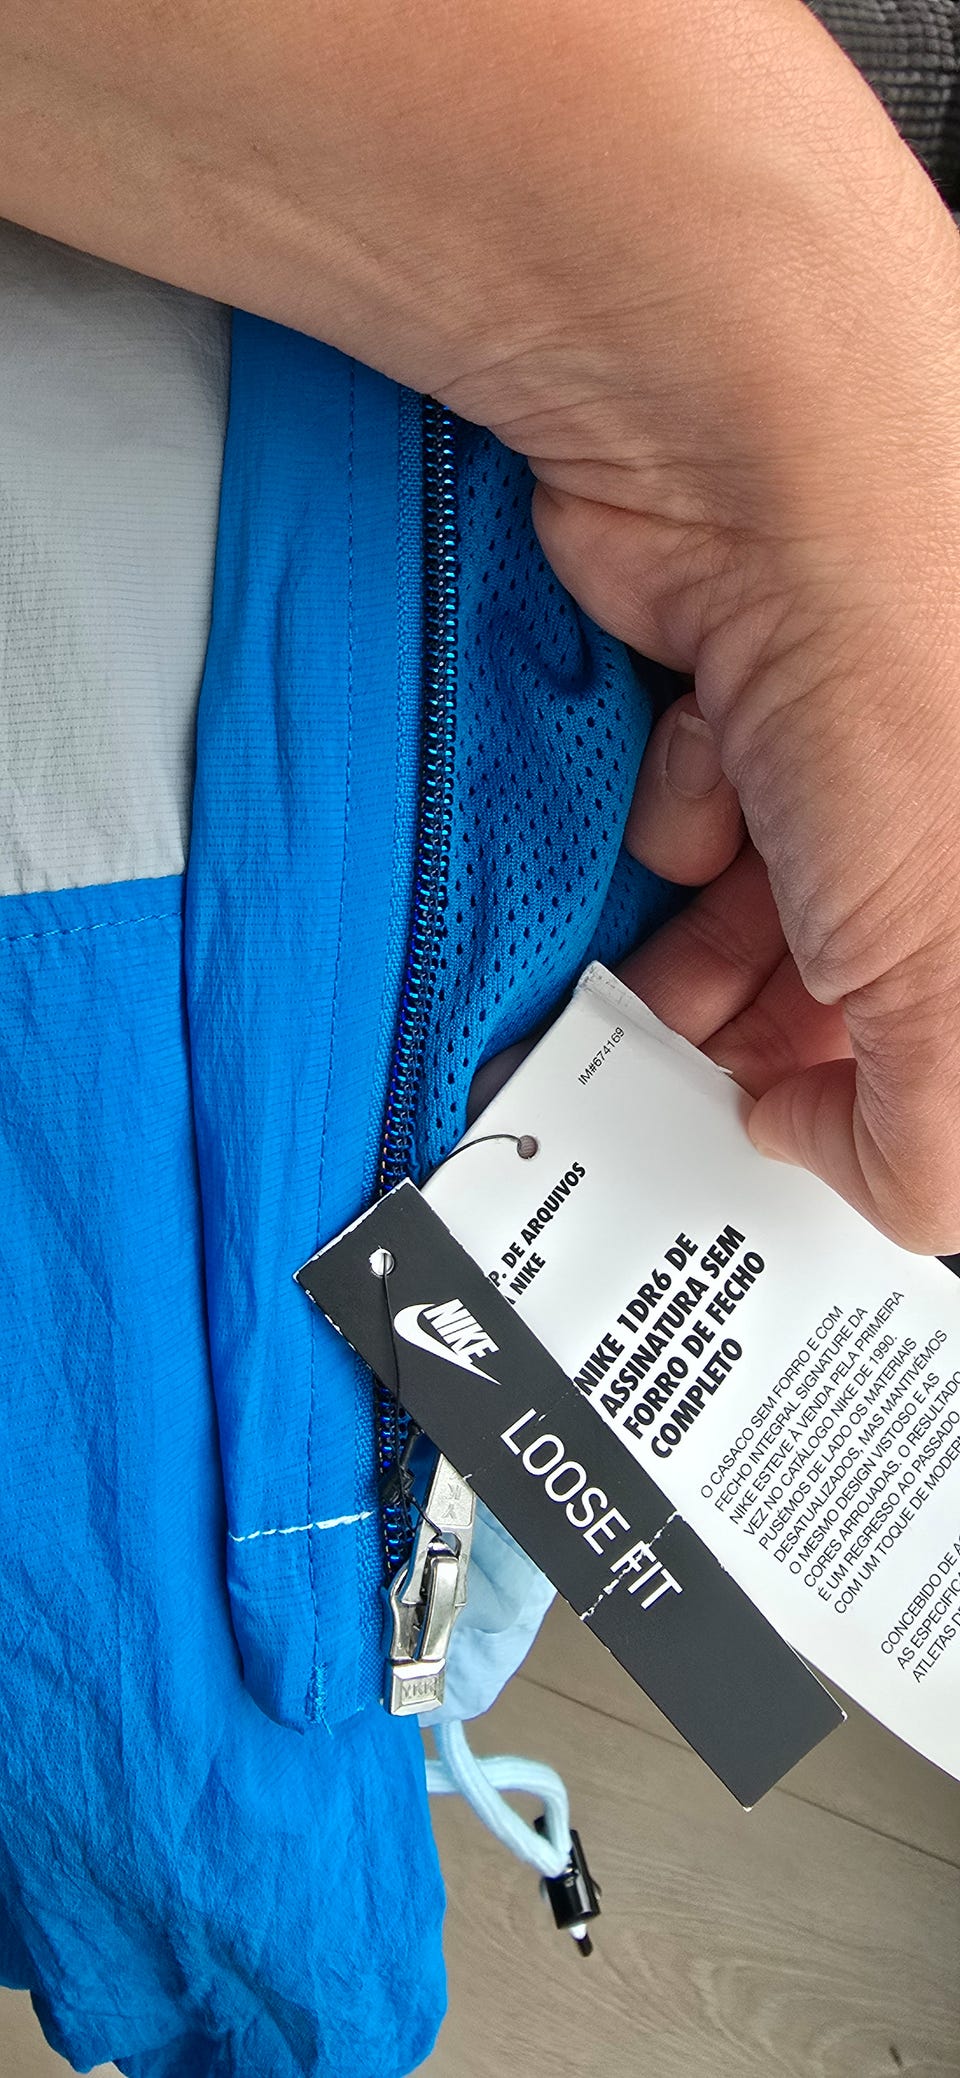 IM#674169
P. DE ARQUIVOS
NIKE
NIKE 1DR6 DE
ASSINATURA SEM
FORRO DE FECHO
COMPLETO
O CASACO SEM FORRO E COM
FECHO INTEGRAL SIGNATURE DA
NIKE ESTEVE À VENDA PELA PRIMEIRA
VEZ NO CATÁLOGO NIKE DE 1990.
PUSÉMOS DE LADO OS MATERIAIS
DESATUALIZADOS, MAS MANTIVÉMOS
O MESMO DESIGN VISTOSO E AS
CORES ARROJADAS. O RESULTADO
É UM REGRESSO AO PASSADO
COM UM TOQUE DE MODER
CONCEBIDO DE A
AS ESPECIFICA
ATLETAS D
NIKE
LOOSE FIT
YKK